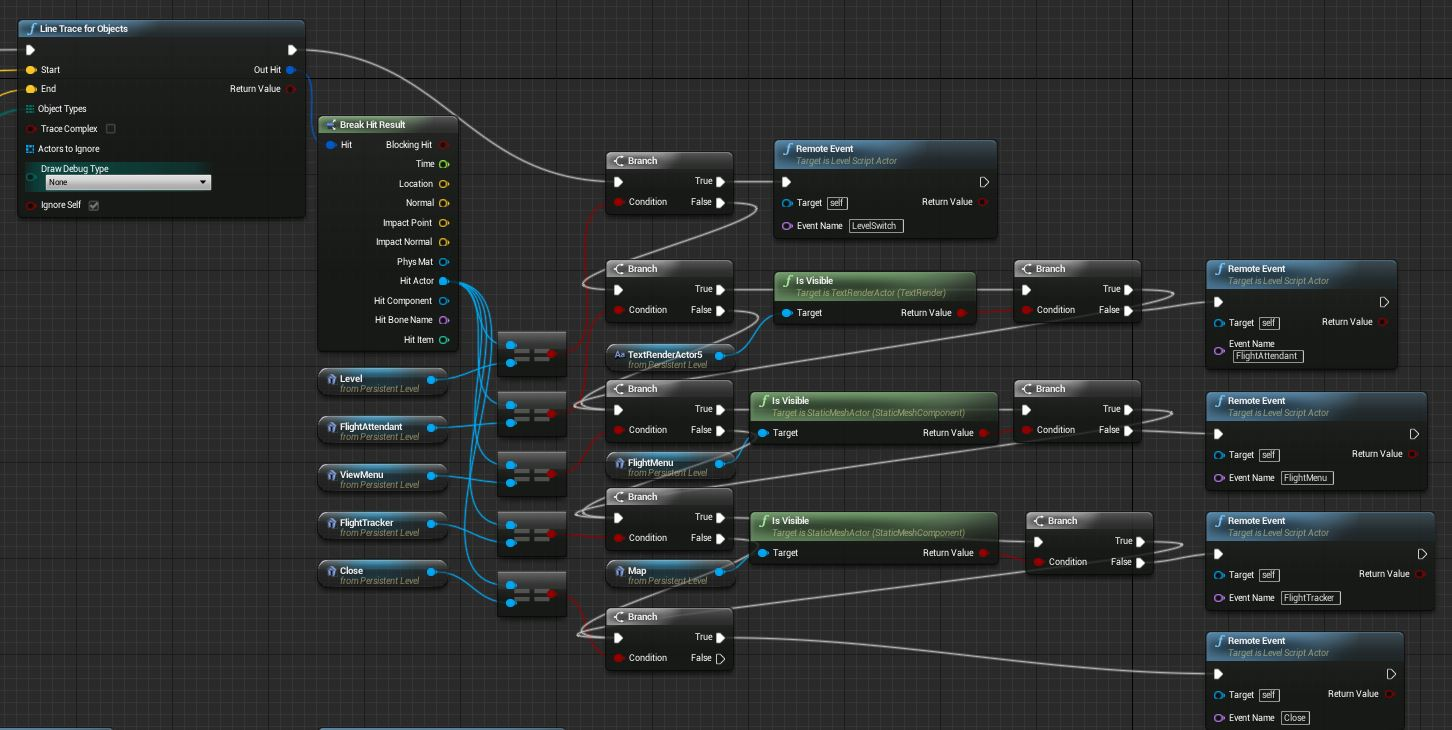 Line Trace for Objects
Start
Out Hit
End
Return Value
Object Types
Trace Complex
Actors to Ignore
Draw Debug Type
None
Ignore Self
Break Hit Result
Hit
Blocking Hit
Time
Location
Normal
Impact Point
Impact Normal
Phys Mat
Hit Actor
Hit Component
Hit Bone Name
Hit Item
Level
from Persistent Level
FlightAttendant
from Persistent Level
ViewMenu
from Persistent Level
FlightTracker
from Persistent Level
Close
from Persistent Level
Branch
True
Condition
False
Remote Event
Target is Level Script Actor
Target
self
Return Value
Event Name
LevelSwitch
Branch
True
Condition
False
Is Visible
Target is TextRenderActor (TextRender)
Target
Return Value
TextRenderActor5
from Persistent Level
Branch
True
Condition
False
Remote Event
Target is Level Script Actor
Target
self
Return Value
Event Name
FlightAttendant
Branch
True
Condition
False
Is Visible
Target is StaticMeshActor (StaticMeshComponent)
Target
Return Value
FlightMenu
from Persistent Level
Branch
True
Condition
False
Remote Event
Target is Level Script Actor
Target
self
Return Value
Event Name
FlightMenu
Branch
True
Condition
False
Is Visible
Target is StaticMeshActor (StaticMeshComponent)
Target
Return Value
Map
from Persistent Level
Branch
True
Condition
False
Remote Event
Target is Level Script Actor
Target
self
Return Value
Event Name
FlightTracker
Branch
True
Condition
False
Remote Event
Target is Level Script Actor
Target
self
Return Value
Event Name
Close